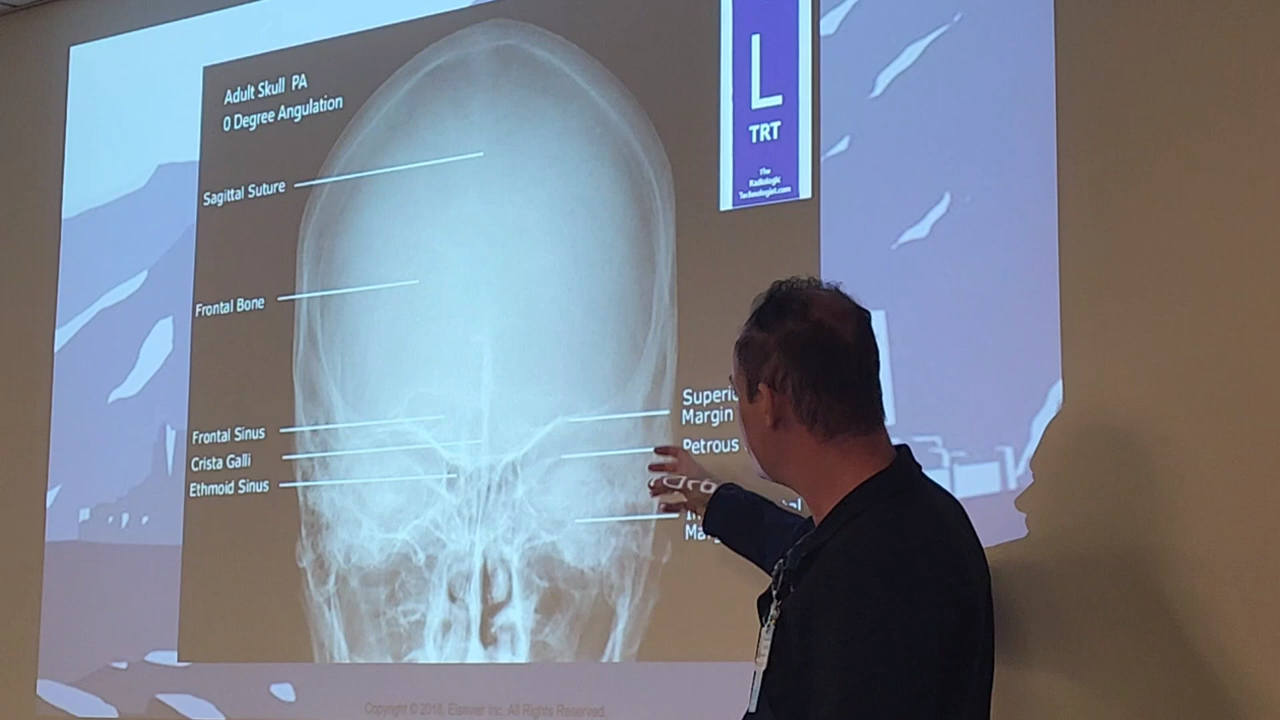 Adult Skull PA
0 Degree Angulation
L
TRT
The
Radiologic
Technologist.com
Sagittal Suture
Frontal Bone
Frontal Sinus
Crista Galli
Ethmoid Sinus
Margin
Petrous
Copyright © 2018, Elsevier Inc. All Rights Reserved.